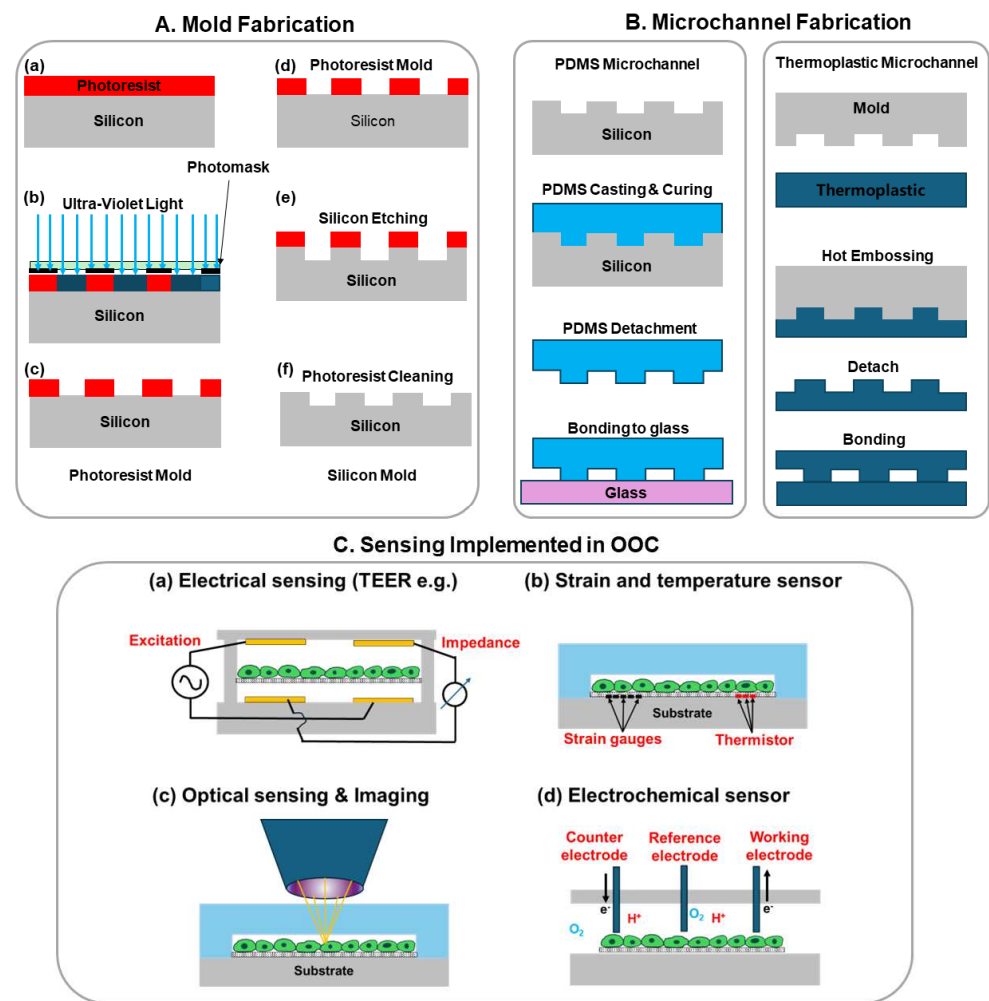 A. Mold Fabrication
(a)
Photoresist
Silicon
Photomask
(b)
Ultra-Violet Light
Silicon
(c)
Silicon
Photoresist Mold
(d)
Photoresist Mold
Silicon
(e)
Silicon Etching
(f)
Photoresist Cleaning
Silicon Mold
B. Microchannel Fabrication
PDMS Microchannel
Silicon
PDMS Casting & Curing
Silicon
PDMS Detachment
Bonding to glass
Glass
Thermoplastic Microchannel
Mold
Thermoplastic
Hot Embossing
Detach
Bonding
C. Sensing Implemented in OOC
(a) Electrical sensing (TEER e.g.)
Excitation
Impedance
(b) Strain and temperature sensor
Substrate
Strain gauges
Thermistor
(c) Optical sensing & Imaging
Substrate
(d) Electrochemical sensor
Counter
electrode
Reference
electrode
Working
electrode
e⁻
H⁺
O₂
H⁺
e⁻
O₂